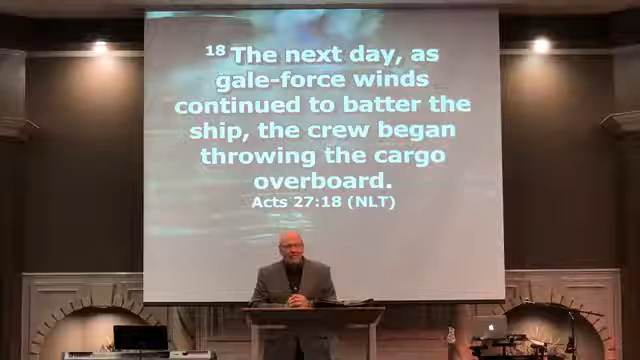 18 The next day, as
gale-force winds
continued to batter the
ship, the crew began
throwing the cargo
overboard.
Acts 27:18 (NLT)